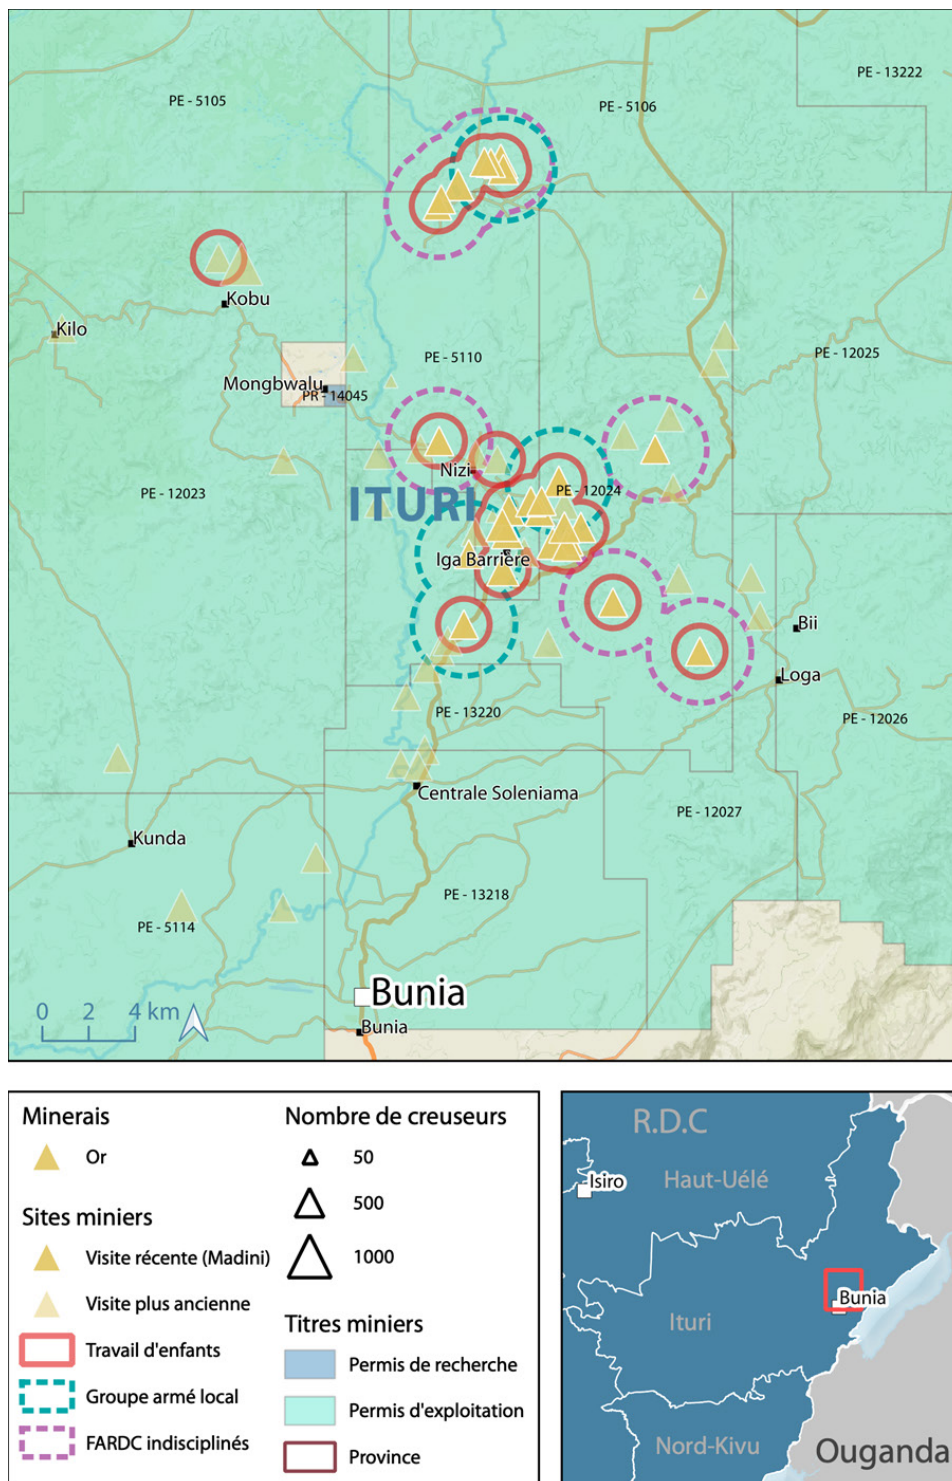 PE - 13222
PE - 5105
PE - 5106
Kobu
Kilo
PE - 5110
PE - 12025
Mongbwalu
PR - 14045
Nizi
PE - 12024
PE - 12023
ITURI
Iga Barrière
Bii
Loga
PE - 13220
PE - 12026
Centrale Soleniama
PE - 12027
Kunda
PE - 13218
PE - 5114
Bunia
0 2 4 km
Bunia
Minerais
Or
Sites miniers
Visite récente (Madini)
Visite plus ancienne
Travail d'enfants
Groupe armé local
FARDC indisciplinés
Nombre de creuseurs
50
500
1000
Titres miniers
Permis de recherche
Permis d'exploitation
Province
R.D.C
Isiro
Haut-Uélé
Bunia
Ituri
Nord-Kivu
Ouganda